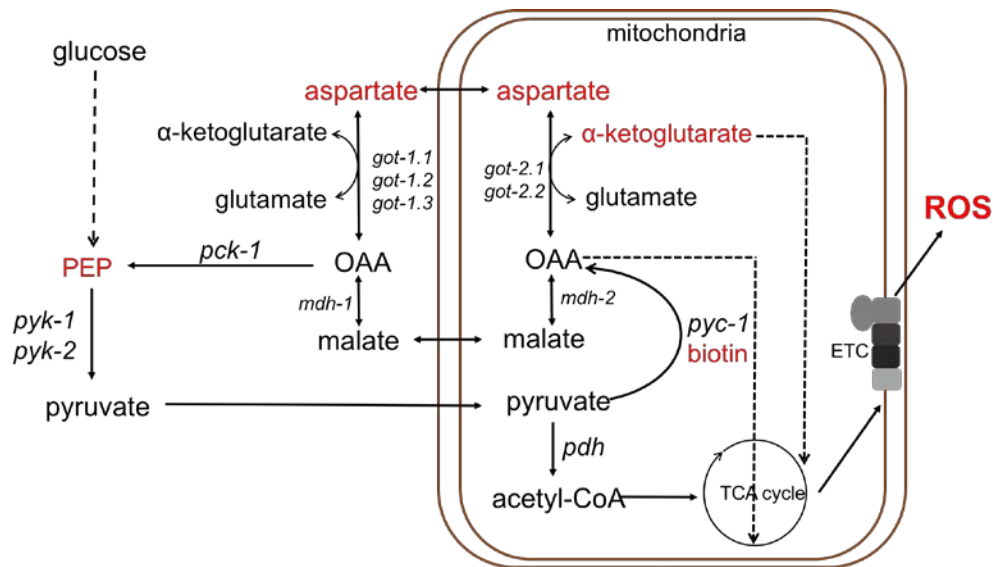 mitochondria
glucose
aspartate
aspartate
α-ketoglutarate
α-ketoglutarate
got-1.1
got-1.2
got-1.3
got-2.1
got-2.2
glutamate
glutamate
ROS
PEP
pck-1
OAA
OAA
mdh-1
mdh-2
pyk-1
pyk-2
malate
malate
pyc-1
biotin
ETC
pyruvate
pyruvate
pdh
acetyl-CoA
TCA cycle